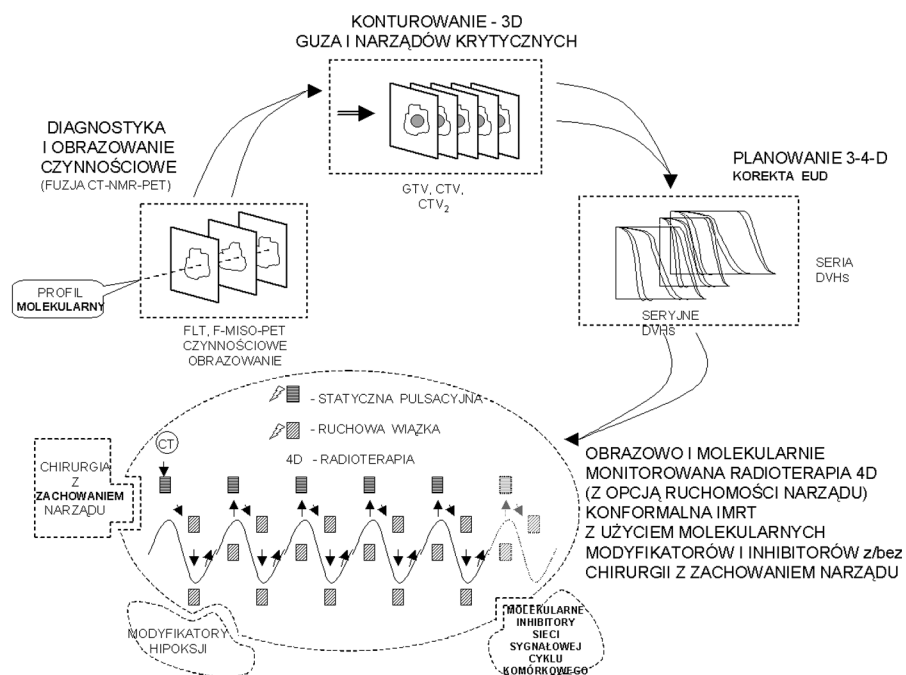 KONTUROWANIE - 3D
GUZA I NARZĄDÓW KRYTYCZNYCH
DIAGNOSTYKA
I OBRAZOWANIE
CZYNNOŚCIOWE
(FUZJA CT-NMR-PET)
GTV, CTV,
CTV2
PLANOWANIE 3-4-D
KOREKTA EUD
PROFIL
MOLEKULARNY
FLT, F-MISO-PET
CZYNNOŚCIOWE
OBRAZOWANIE
SERYJNE
DVHs
SERIA
DVHs
- STATYCZNA PULSACYJNA
- RUCHOWA WIĄZKA
4D - RADIOTERAPIA
CT
CHIRURGIA
Z
ZACHOWANIEM
NARZĄDU
OBRAZOWO I MOLEKULARNIE
MONITOROWANA RADIOTERAPIA 4D
(Z OPCJĄ RUCHOMOŚCI NARZĄDU)
KONFORMALNA IMRT
Z UŻYCIEM MOLEKULARNYCH
MODYFIKATORÓW I INHIBITORÓW z/bez
CHIRURGII Z ZACHOWANIEM NARZĄDU
MODYFIKATORY
HIPOKSJI
MOLEKULARNE
INHIBITORY
SIECI
SYGNAŁOWEJ
CYKLU
KOMÓRKOWEGO